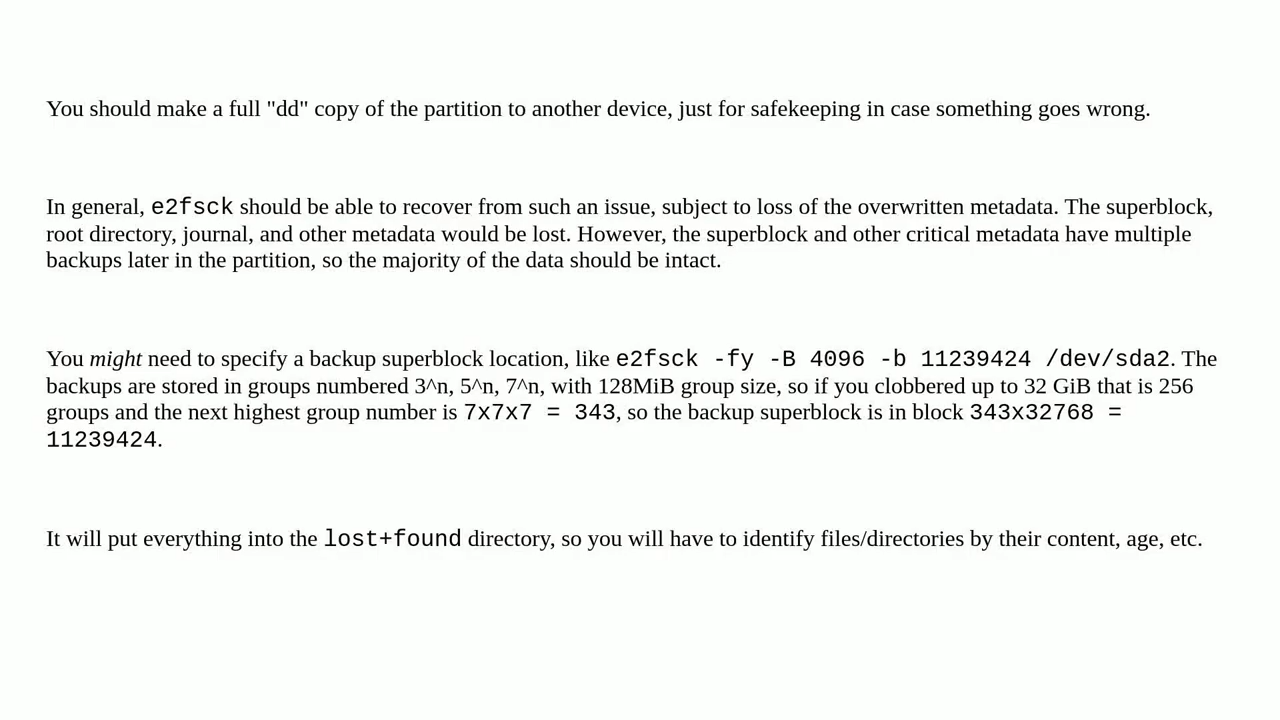 You should make a full "dd" copy of the partition to another device, just for safekeeping in case something goes wrong.
In general, e2fsck should be able to recover from such an issue, subject to loss of the overwritten metadata. The superblock,
root directory, journal, and other metadata would be lost. However, the superblock and other critical metadata have multiple
backups later in the partition, so the majority of the data should be intact.
You might need to specify a backup superblock location, like e2fsck -fy -B 4096 -b 11239424 /dev/sda2. The
backups are stored in groups numbered 3^n, 5^n, 7^n, with 128MiB group size, so if you clobbered up to 32 GiB that is 256
groups and the next highest group number is 7x7x7 = 343, so the backup superblock is in block 343x32768 =
11239424.
It will put everything into the lost+found directory, so you will have to identify files/directories by their content, age, etc.